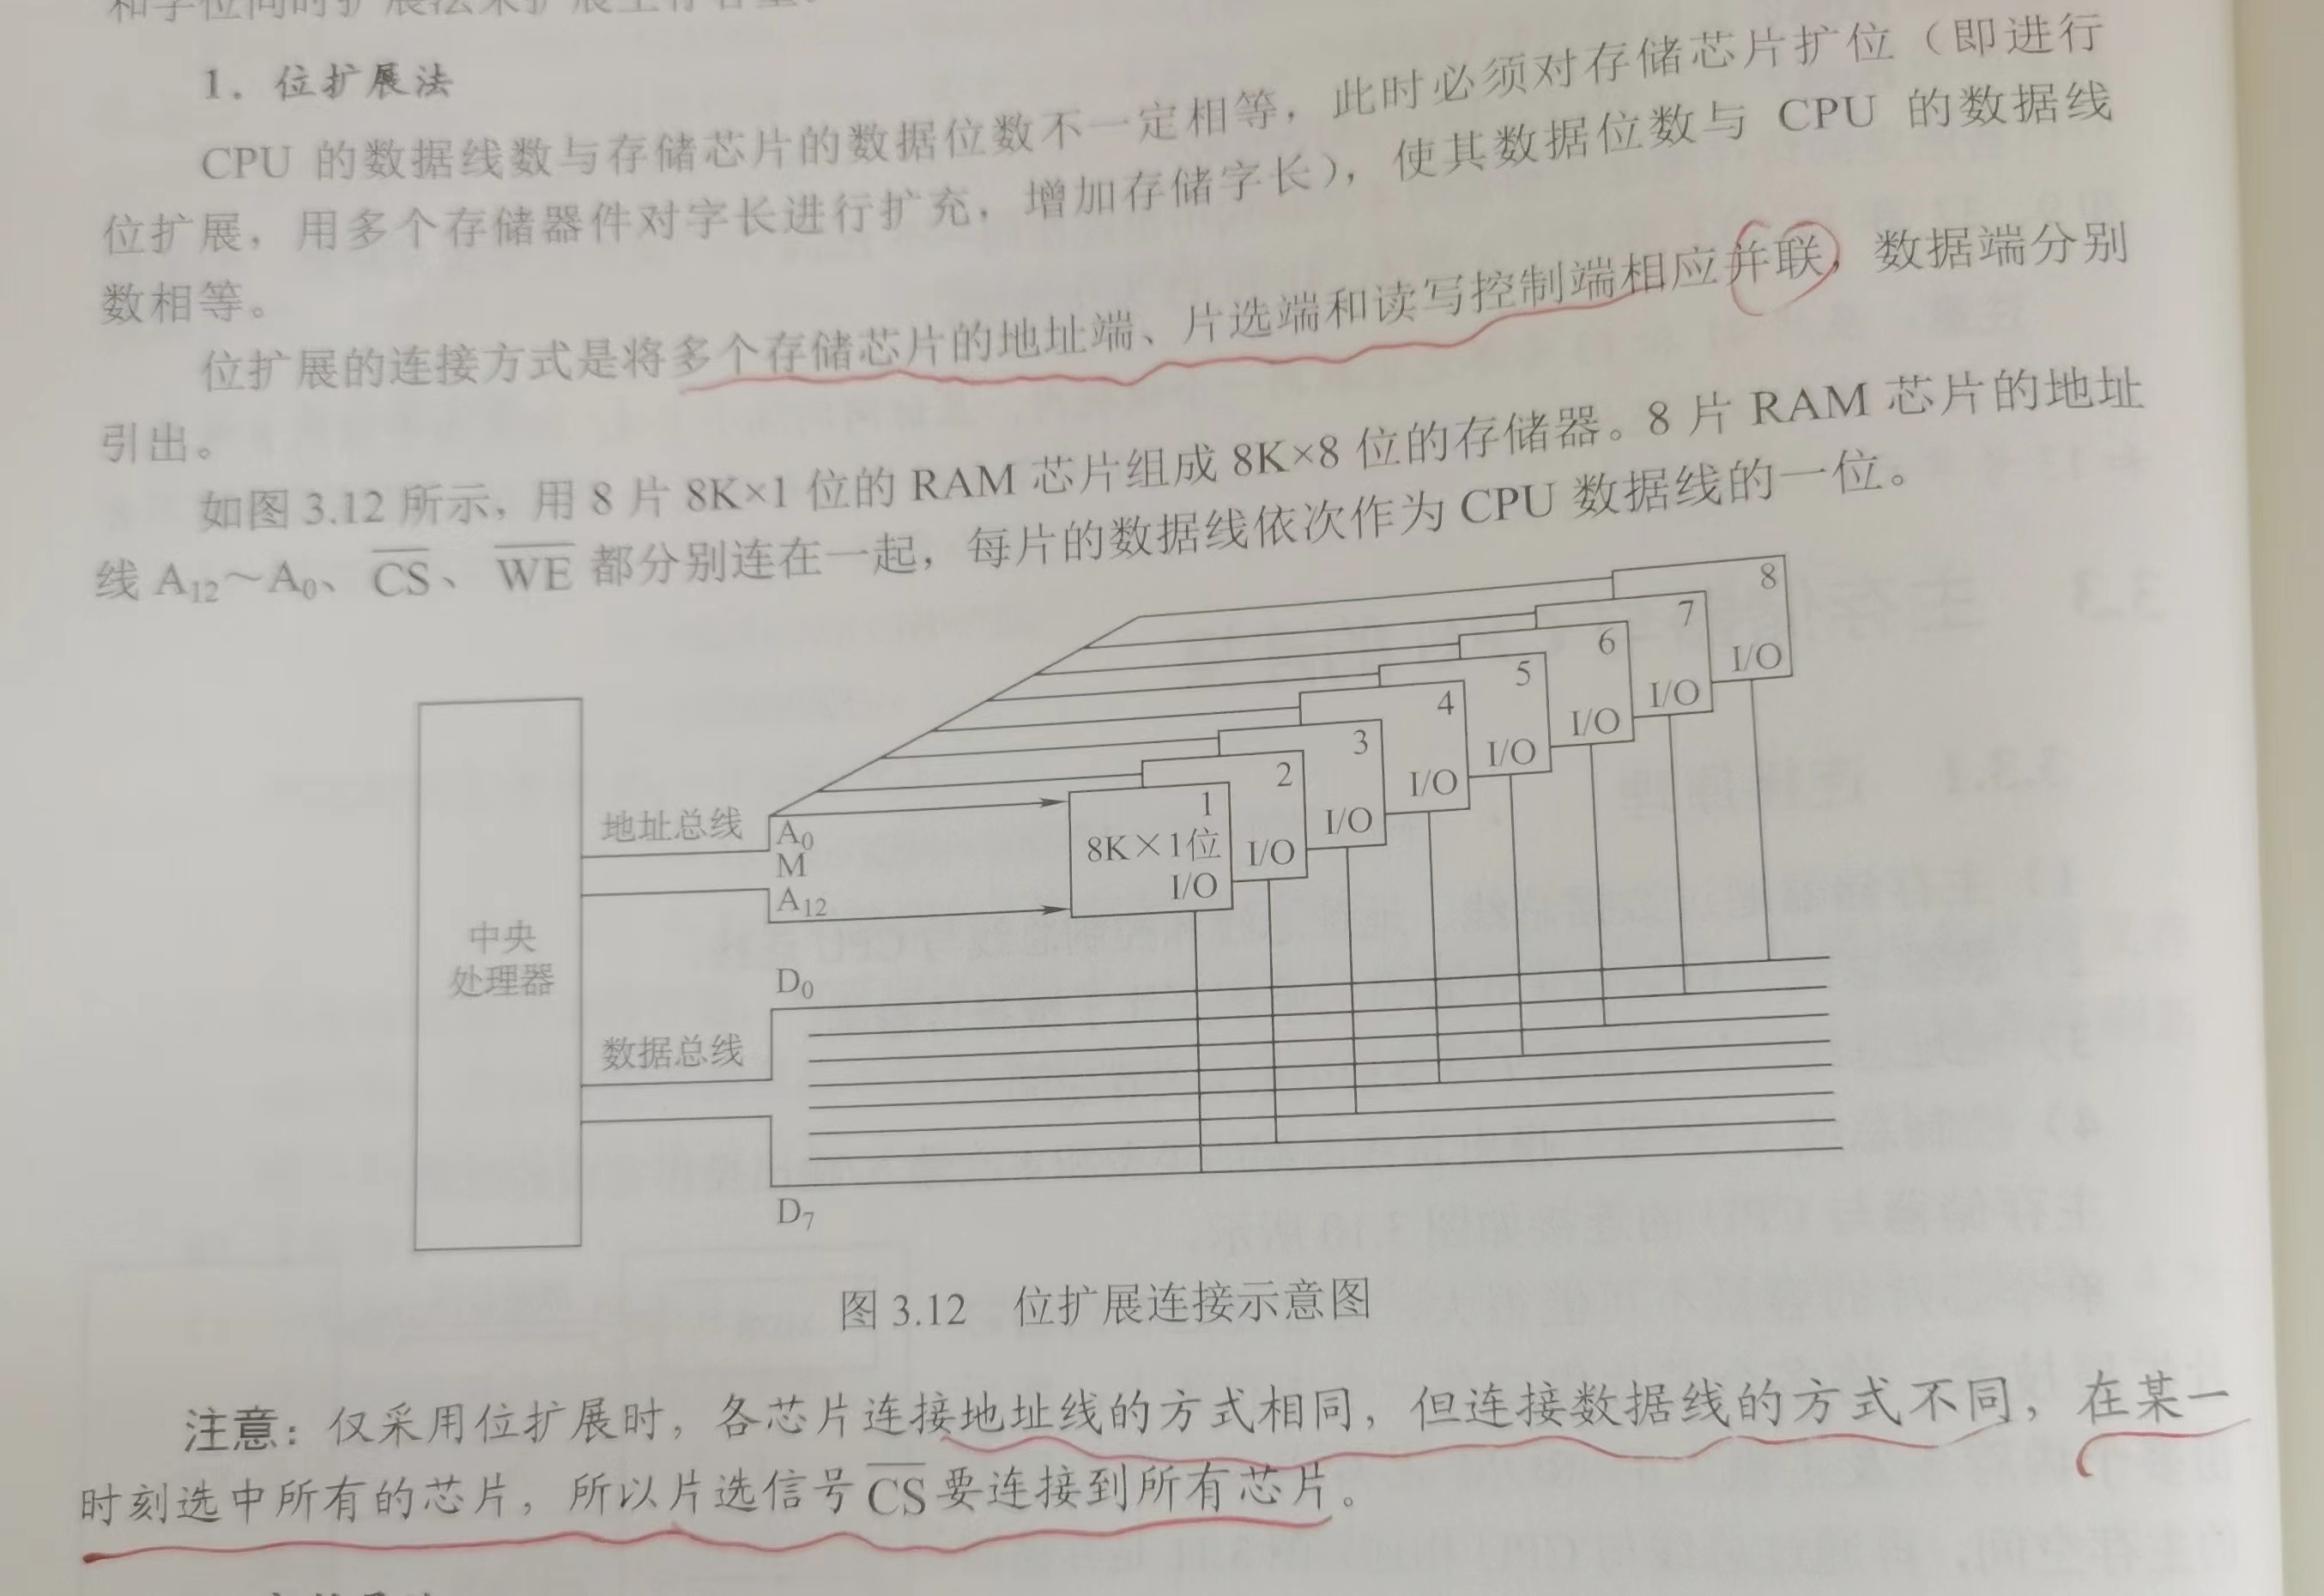 和字位同时扩展法来扩展主存容量。
1. 位扩展法
CPU 的数据线数与存储芯片的数据位数不一定相等，此时必须对存储芯片扩位（即进行
位扩展，用多个存储器件对字长进行扩充，增加存储字长），使其数据位数与 CPU 的数据线
数相等。
位扩展的连接方式是将多个存储芯片的地址端、片选端和读写控制端相应并联，数据端分别
引出。
如图 3.12 所示，用 8 片 8K×1 位的 RAM 芯片组成 8K×8 位的存储器。8 片 RAM 芯片的地址
线 A₁₂～A₀、C̅S̅、W̅E̅ 都分别连在一起，每片的数据线依次作为 CPU 数据线的一位。
8
I/O
7
I/O
6
I/O
5
I/O
4
I/O
3
I/O
2
I/O
1
8K×1位
I/O
地址总线
A₀
M
A₁₂
中央
处理器
D₀
数据总线
D₇
图 3.12 位扩展连接示意图
注意：仅采用位扩展时，各芯片连接地址线的方式相同，但连接数据线的方式不同，在某一
时刻选中所有的芯片，所以片选信号 C̅S̅ 要连接到所有芯片。